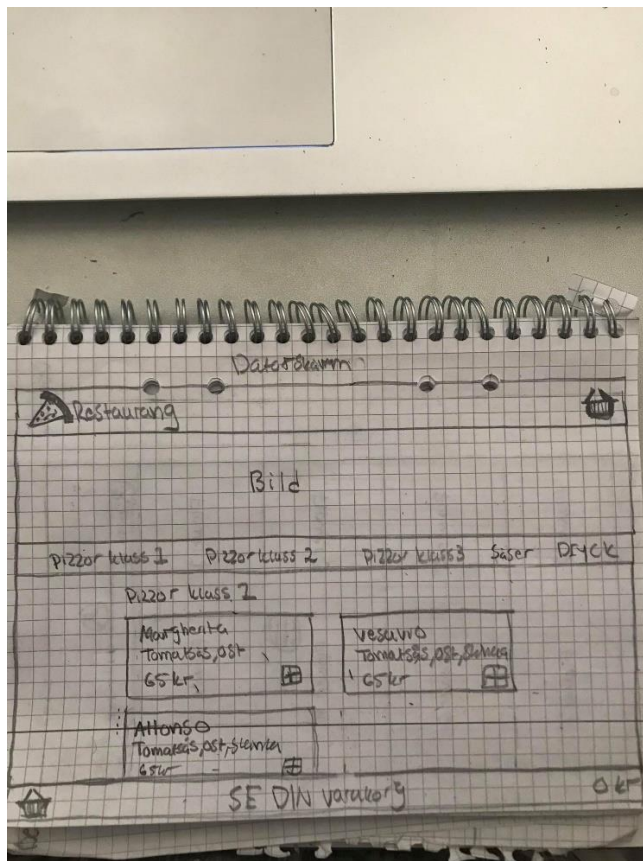 Datorskärm
Restaurang
Bild
Pizzor klass 1 Pizzor klass 2 Pizzor klass 3 Såser Dryck
Pizzor klass 1
Margherita
Tomatsås, ost
65 kr
Vesuvio
Tomatsås, ost, skinka
65 kr
Alfonso
Tomatsås, ost, skinka
65 kr
SE DIN varukorg
0 kr